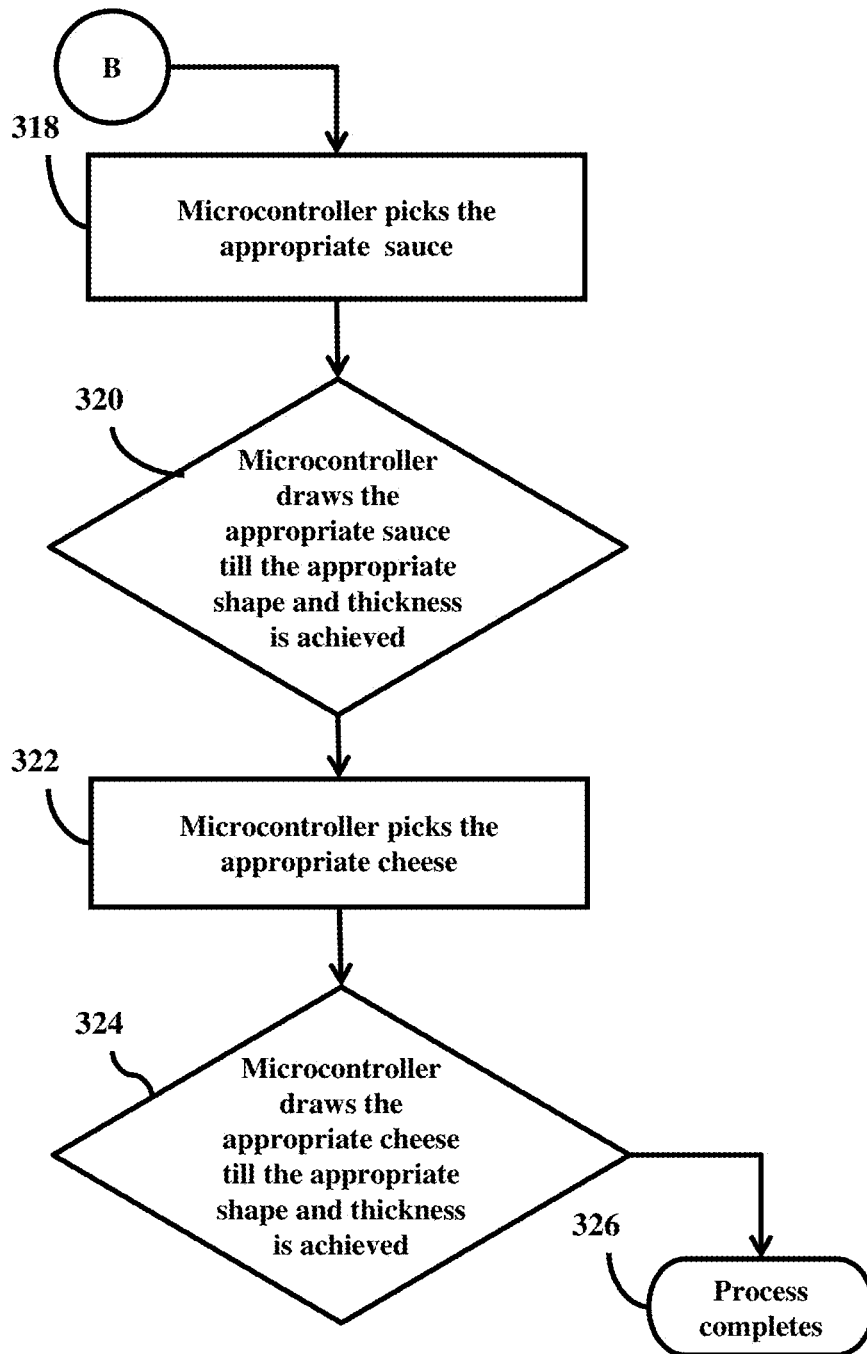 B
318
Microcontroller picks the
appropriate sauce
320
Microcontroller
draws the
appropriate sauce
till the appropriate
shape and thickness
is achieved
322
Microcontroller picks the
appropriate cheese
324
Microcontroller
draws the
appropriate cheese
till the appropriate
shape and thickness
is achieved
326
Process
completes